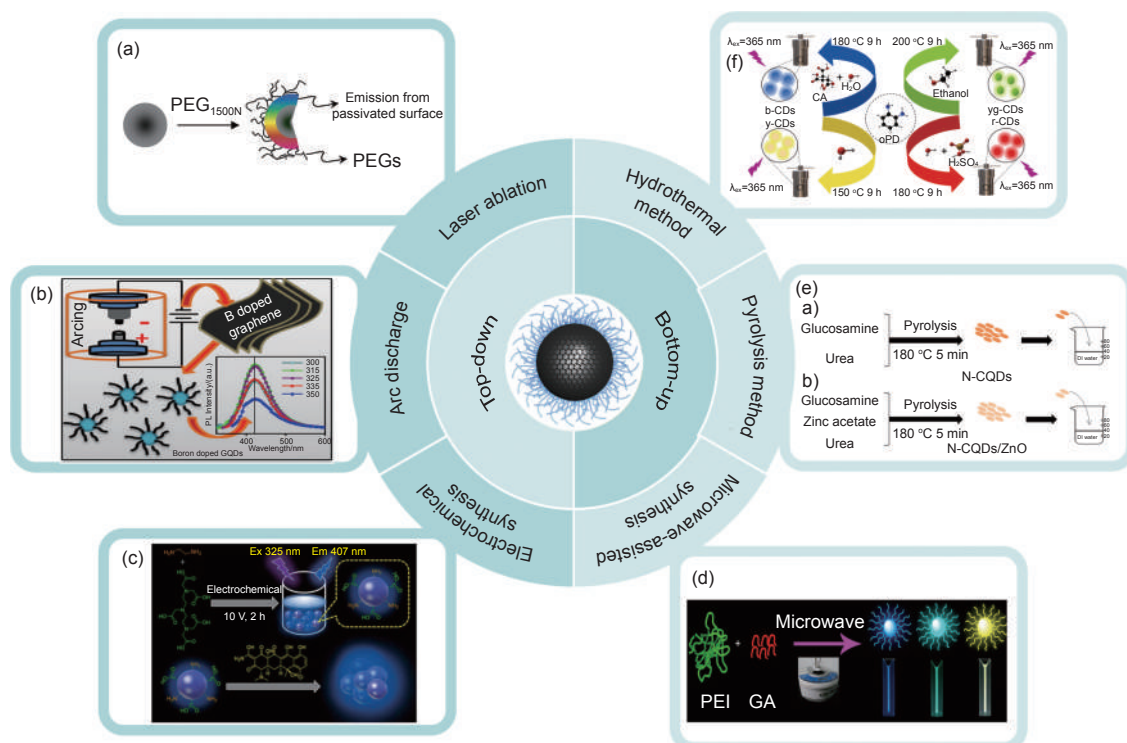 (a)
PEG1500N
Emission from
passivated surface
PEGs
(f)
λex=365 nm
180 °C 9 h
200 °C 9 h
λex=365 nm
CA
H2O
Ethanol
b-CDs
y-CDs
oPD
yg-CDs
r-CDs
H2SO4
λex=365 nm
150 °C 9 h
180 °C 9 h
λex=365 nm
Laser ablation
Hydrothermal
method
Arc discharge
Top-down
Bottom-up
Pyrolysis method
Electrochemical
synthesis
Microwave-assisted
synthesis
(b)
Arcing
B doped
graphene
PL Intensity/(a.u.)
300
315
325
335
350
400
500
600
Wavelength/nm
Boron doped GQDs
(e)
a)
Glucosamine
Urea
Pyrolysis
180 °C 5 min
N-CQDs
DI water
b)
Glucosamine
Zinc acetate
Urea
Pyrolysis
180 °C 5 min
N-CQDs/ZnO
DI water
(c)
Ex 325 nm
Em 407 nm
Electrochemical
10 V, 2 h
(d)
PEI
+
GA
Microwave